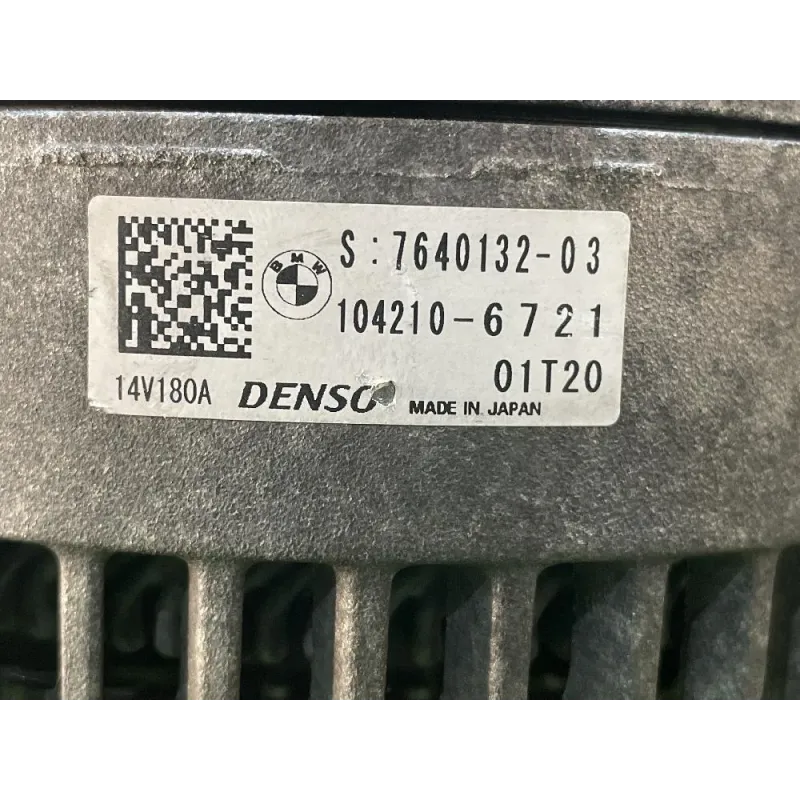 BMW
S:7640132-03
104210-6721
01T20
14V180A DENSO MADE IN JAPAN